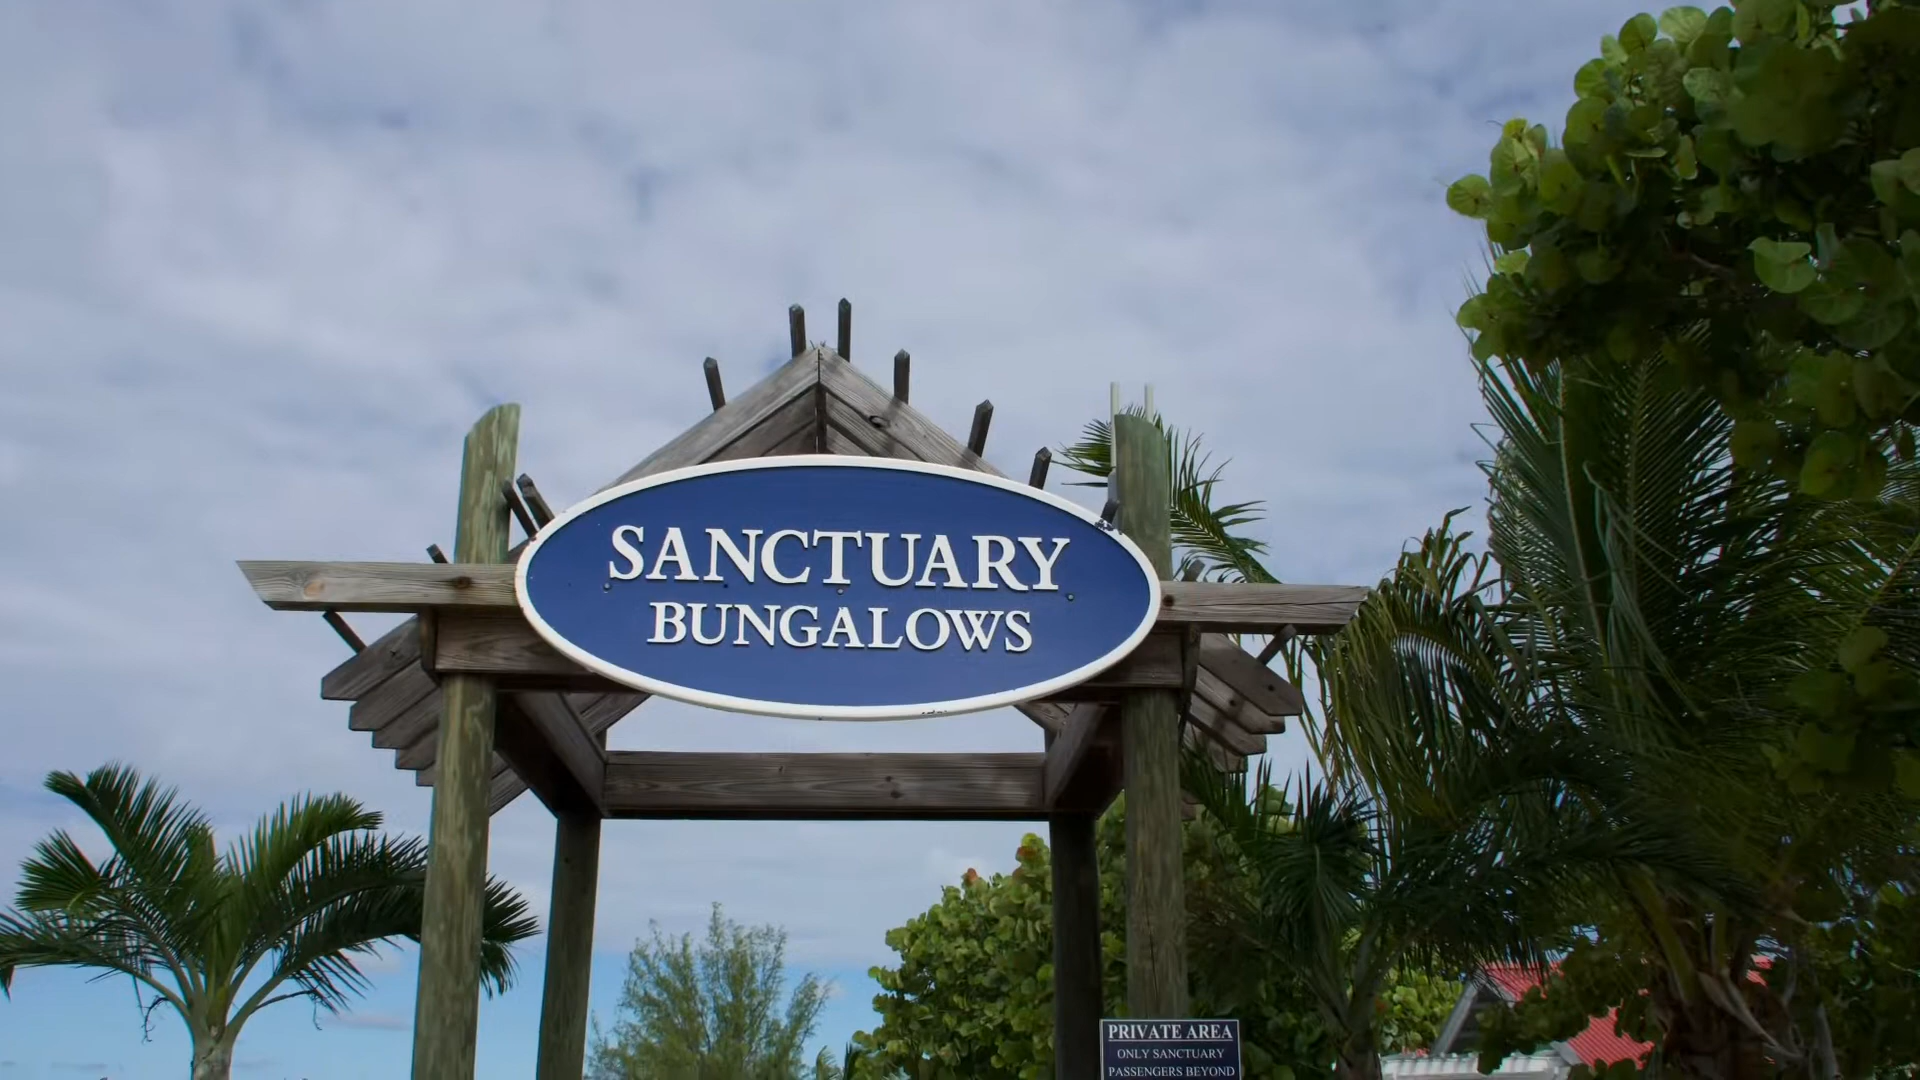 SANCTUARY
BUNGALOWS
PRIVATE AREA
ONLY SANCTUARY
PASSENGERS BEYOND